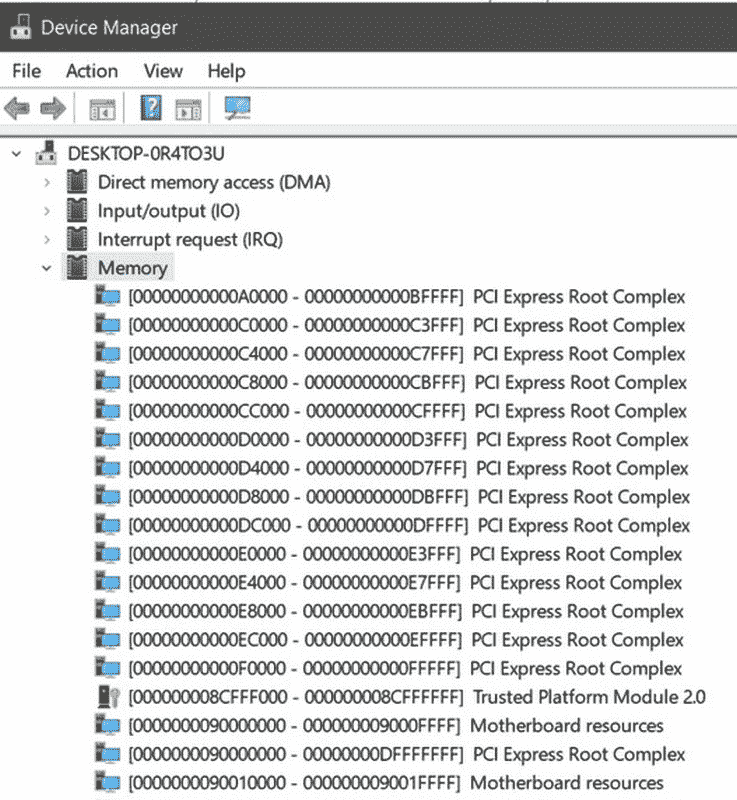 Device Manager
File Action View Help
DESKTOP-0R4TO3U
Direct memory access (DMA)
Input/output (IO)
Interrupt request (IRQ)
Memory
[00000000000A0000 - 00000000000BFFFF] PCI Express Root Complex
[00000000000C0000 - 00000000000C3FFF] PCI Express Root Complex
[00000000000C4000 - 00000000000C7FFF] PCI Express Root Complex
[00000000000C8000 - 00000000000CBFFF] PCI Express Root Complex
[00000000000CC000 - 00000000000CFFFF] PCI Express Root Complex
[00000000000D0000 - 00000000000D3FFF] PCI Express Root Complex
[00000000000D4000 - 00000000000D7FFF] PCI Express Root Complex
[00000000000D8000 - 00000000000DBFFF] PCI Express Root Complex
[00000000000DC000 - 00000000000DFFFF] PCI Express Root Complex
[00000000000E0000 - 00000000000E3FFF] PCI Express Root Complex
[00000000000E4000 - 00000000000E7FFF] PCI Express Root Complex
[00000000000E8000 - 00000000000EBFFF] PCI Express Root Complex
[00000000000EC000 - 00000000000EFFFF] PCI Express Root Complex
[00000000000F0000 - 00000000000FFFFF] PCI Express Root Complex
[000000008CFFF000 - 000000008CFFFFFF] Trusted Platform Module 2.0
[0000000090000000 - 000000009000FFFF] Motherboard resources
[0000000090000000 - 00000000DFFFFFFF] PCI Express Root Complex
[0000000090010000 - 000000009001FFFF] Motherboard resources